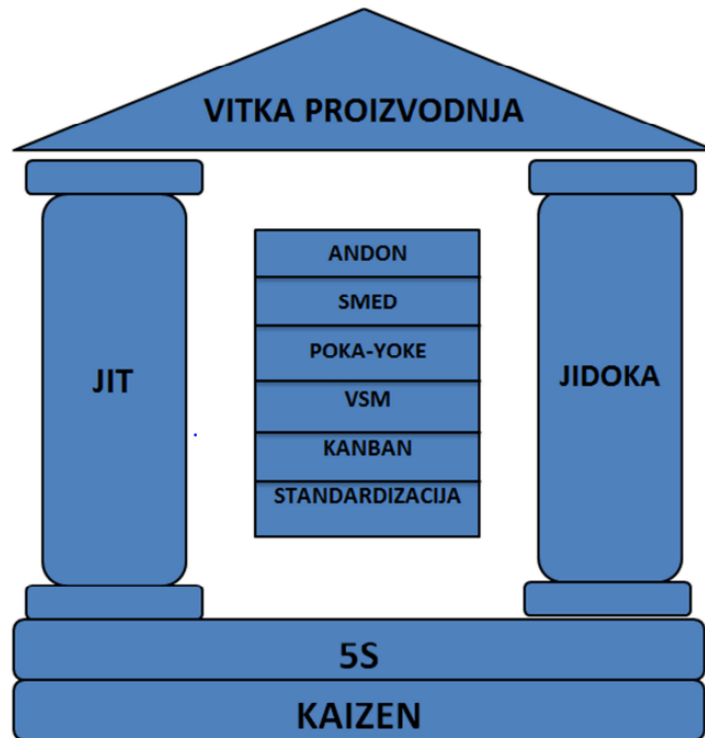 VITKA PROIZVODNJA
JIT
ANDON
SMED
POKA-YOKE
VSM
KANBAN
STANDARDIZACIJA
JIDOKA
5S
KAIZEN